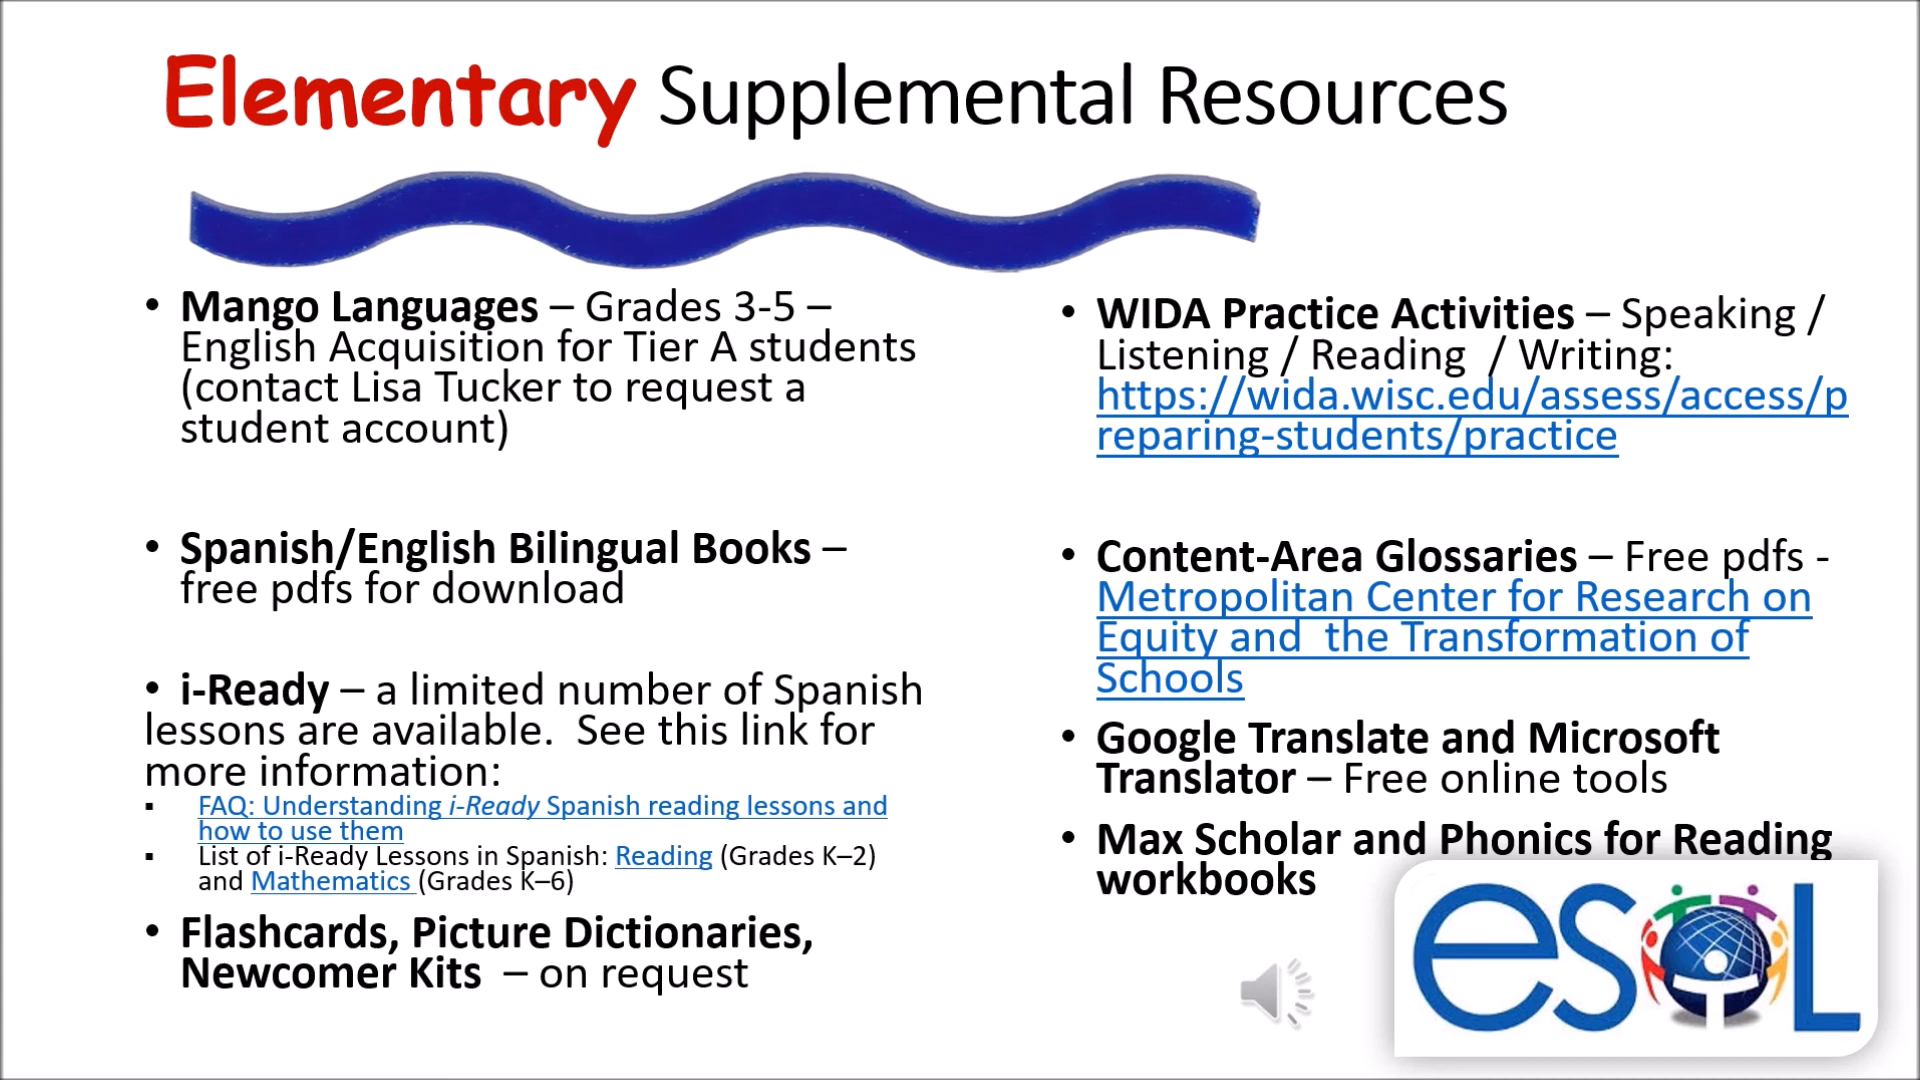 Elementary Supplemental Resources
• Mango Languages – Grades 3-5 –
English Acquisition for Tier A students
(contact Lisa Tucker to request a
student account)
• Spanish/English Bilingual Books –
free pdfs for download
• i-Ready – a limited number of Spanish
lessons are available.  See this link for
more information:
▪ FAQ: Understanding i-Ready Spanish reading lessons and
how to use them
▪ List of i-Ready Lessons in Spanish: Reading (Grades K–2)
and Mathematics (Grades K–6)
• Flashcards, Picture Dictionaries,
Newcomer Kits  – on request
• WIDA Practice Activities – Speaking /
Listening / Reading  / Writing:
https://wida.wisc.edu/assess/access/p
reparing-students/practice
• Content-Area Glossaries – Free pdfs -
Metropolitan Center for Research on
Equity and  the Transformation of
Schools
• Google Translate and Microsoft
Translator – Free online tools
• Max Scholar and Phonics for Reading
workbooks
esOL